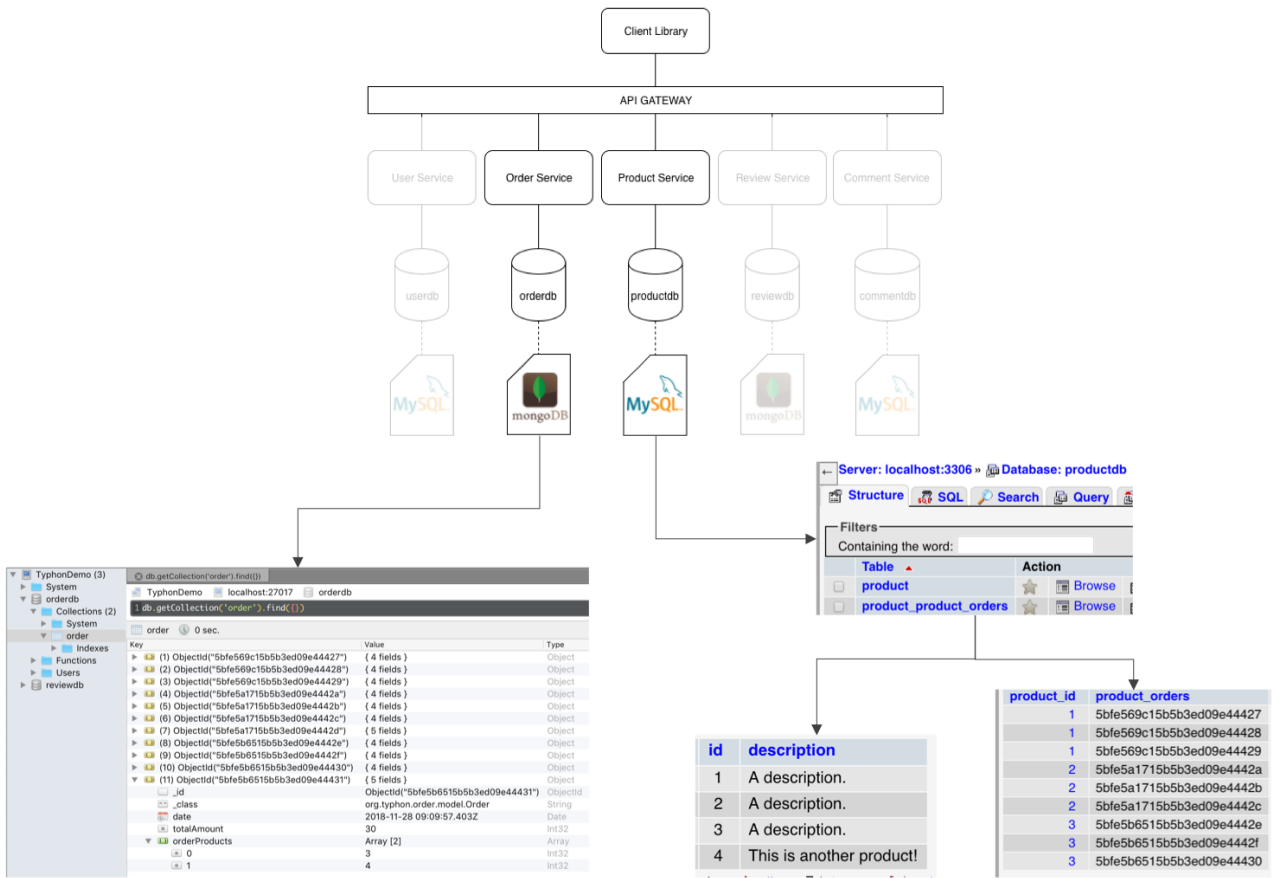 Client Library
API GATEWAY
User Service
Order Service
Product Service
Review Service
Comment Service
userdb
orderdb
productdb
reviewdb
commentdb
MySQL
mongoDB
MySQL
mongoDB
MySQL
Server: localhost:3306 » Database: productdb
Structure SQL Search Query
Filters
Containing the word:
Table Action
product Browse
product_product_orders Browse
TyphonDemo (3)
System
orderdb
Collections (2)
System
order
Indexes
Functions
Users
reviewdb
db.getCollection('order').find({})
TyphonDemo localhost:27017 orderdb
1 db.getCollection('order').find({})
order 0 sec.
Key Value Type
(1) ObjectId("5bfe569c15b5b3ed09e44427") { 4 fields } Object
(2) ObjectId("5bfe569c15b5b3ed09e44428") { 4 fields } Object
(3) ObjectId("5bfe569c15b5b3ed09e44429") { 4 fields } Object
(4) ObjectId("5bfe5a1715b5b3ed09e4442a") { 4 fields } Object
(5) ObjectId("5bfe5a1715b5b3ed09e4442b") { 4 fields } Object
(6) ObjectId("5bfe5a1715b5b3ed09e4442c") { 4 fields } Object
(7) ObjectId("5bfe5a1715b5b3ed09e4442d") { 5 fields } Object
(8) ObjectId("5bfe5b6515b5b3ed09e4442e") { 4 fields } Object
(9) ObjectId("5bfe5b6515b5b3ed09e4442f") { 4 fields } Object
(10) ObjectId("5bfe5b6515b5b3ed09e44430") { 4 fields } Object
(11) ObjectId("5bfe5b6515b5b3ed09e44431") { 5 fields } Object
_id ObjectId("5bfe5b6515b5b3ed09e44431") ObjectId
_class org.typhon.order.model.Order String
date 2018-11-28 09:09:57.403Z Date
totalAmount 30 Int32
orderProducts Array [2] Array
0 3 Int32
1 4 Int32
id description
1 A description.
2 A description.
3 A description.
4 This is another product!
product_id product_orders
1 5bfe569c15b5b3ed09e44427
1 5bfe569c15b5b3ed09e44428
1 5bfe569c15b5b3ed09e44429
2 5bfe5a1715b5b3ed09e4442a
2 5bfe5a1715b5b3ed09e4442b
2 5bfe5a1715b5b3ed09e4442c
3 5bfe5b6515b5b3ed09e4442e
3 5bfe5b6515b5b3ed09e4442f
3 5bfe5b6515b5b3ed09e44430